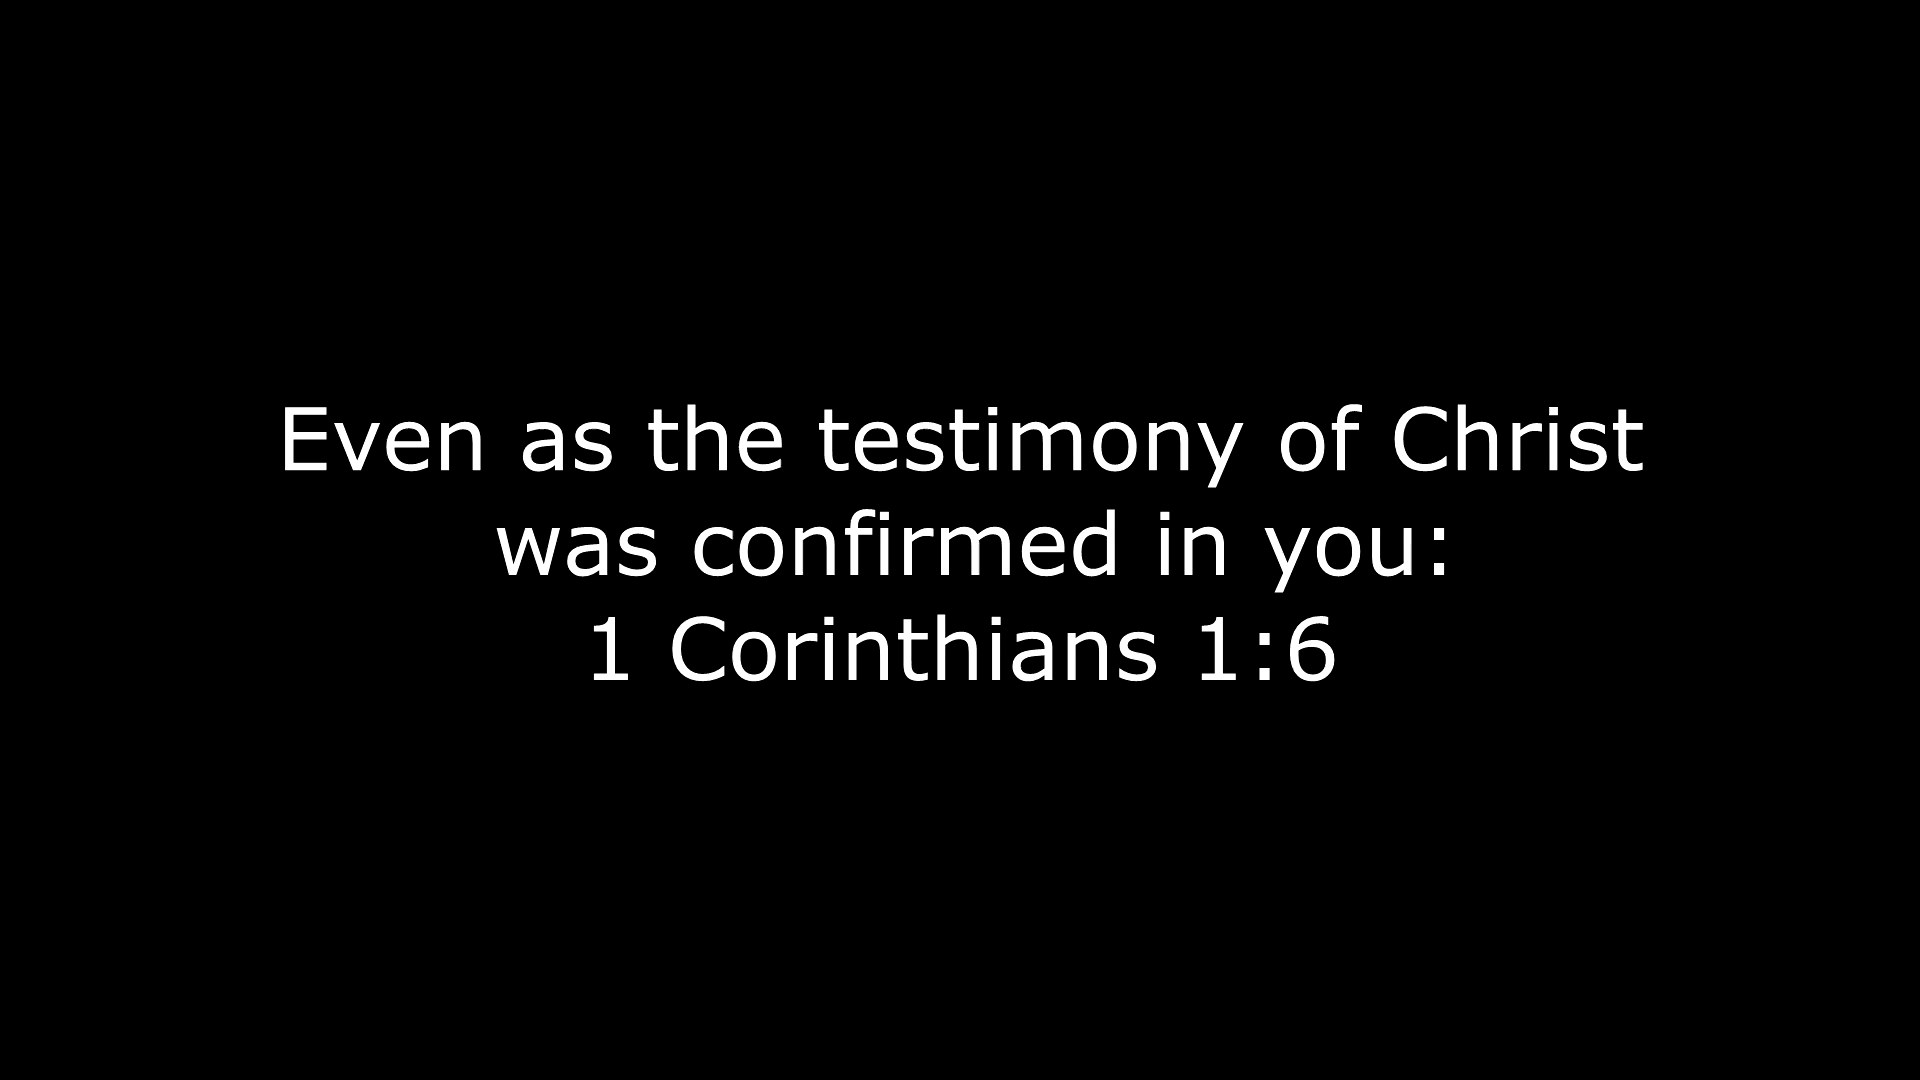 Even as the testimony of Christ
was confirmed in you:
1 Corinthians 1:6